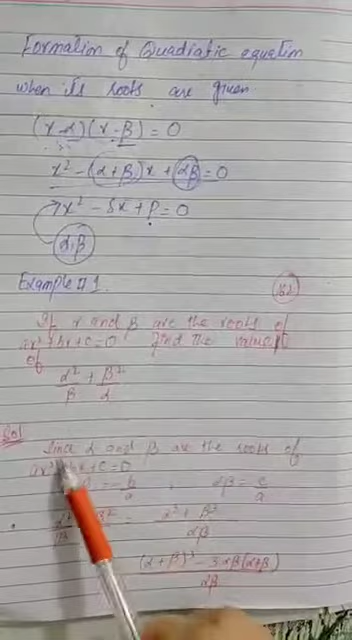 Formation of Quadratic equation
when its roots are given.
(x-α)(x-β)=0
x² -(α+β)x + αβ = 0
x² - Sx + P = 0
α, β
Example # 1.
If α and β are the roots of
ax²+bx+c=0 find the value
of
α²/β + β²/α
Sol
Since α and β are the roots of
ax²+bx+c=0
= -b/a , αβ = c/a
= α³+β³/αβ
(α+β)³ - 3αβ(α+β)/αβ